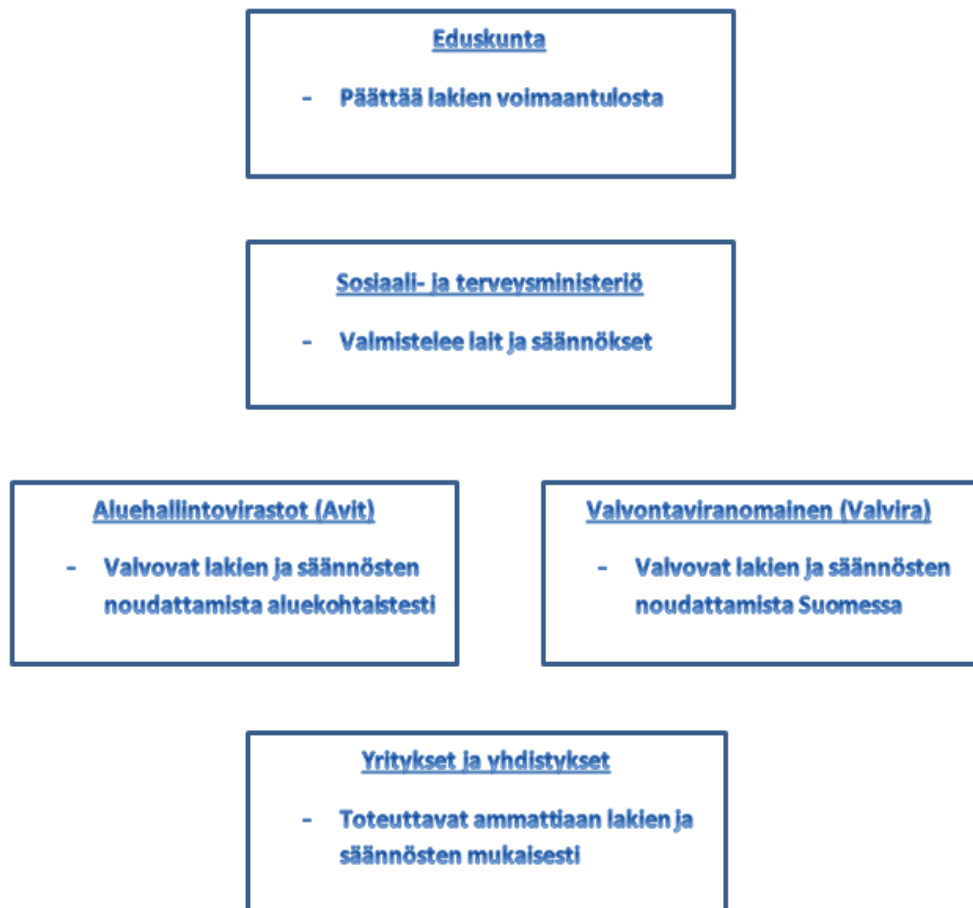 Eduskunta
- Päättää lakien voimaantulosta
Sosiaali- ja terveysministeriö
- Valmistelee lait ja säännökset
Aluehallintovirastot (Avit)
- Valvovat lakien ja säännösten
noudattamista aluekohtaistesti
Valvontaviranomainen (Valvira)
- Valvovat lakien ja säännösten
noudattamista Suomessa
Yritykset ja yhdistykset
- Toteuttavat ammattiaan lakien ja
säännösten mukaisesti